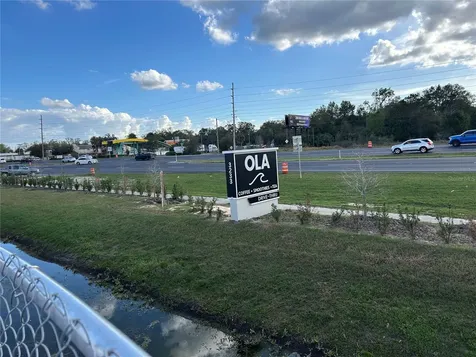 OLA
COFFEE • SMOOTHIES • TEA
DRIVE-THRU